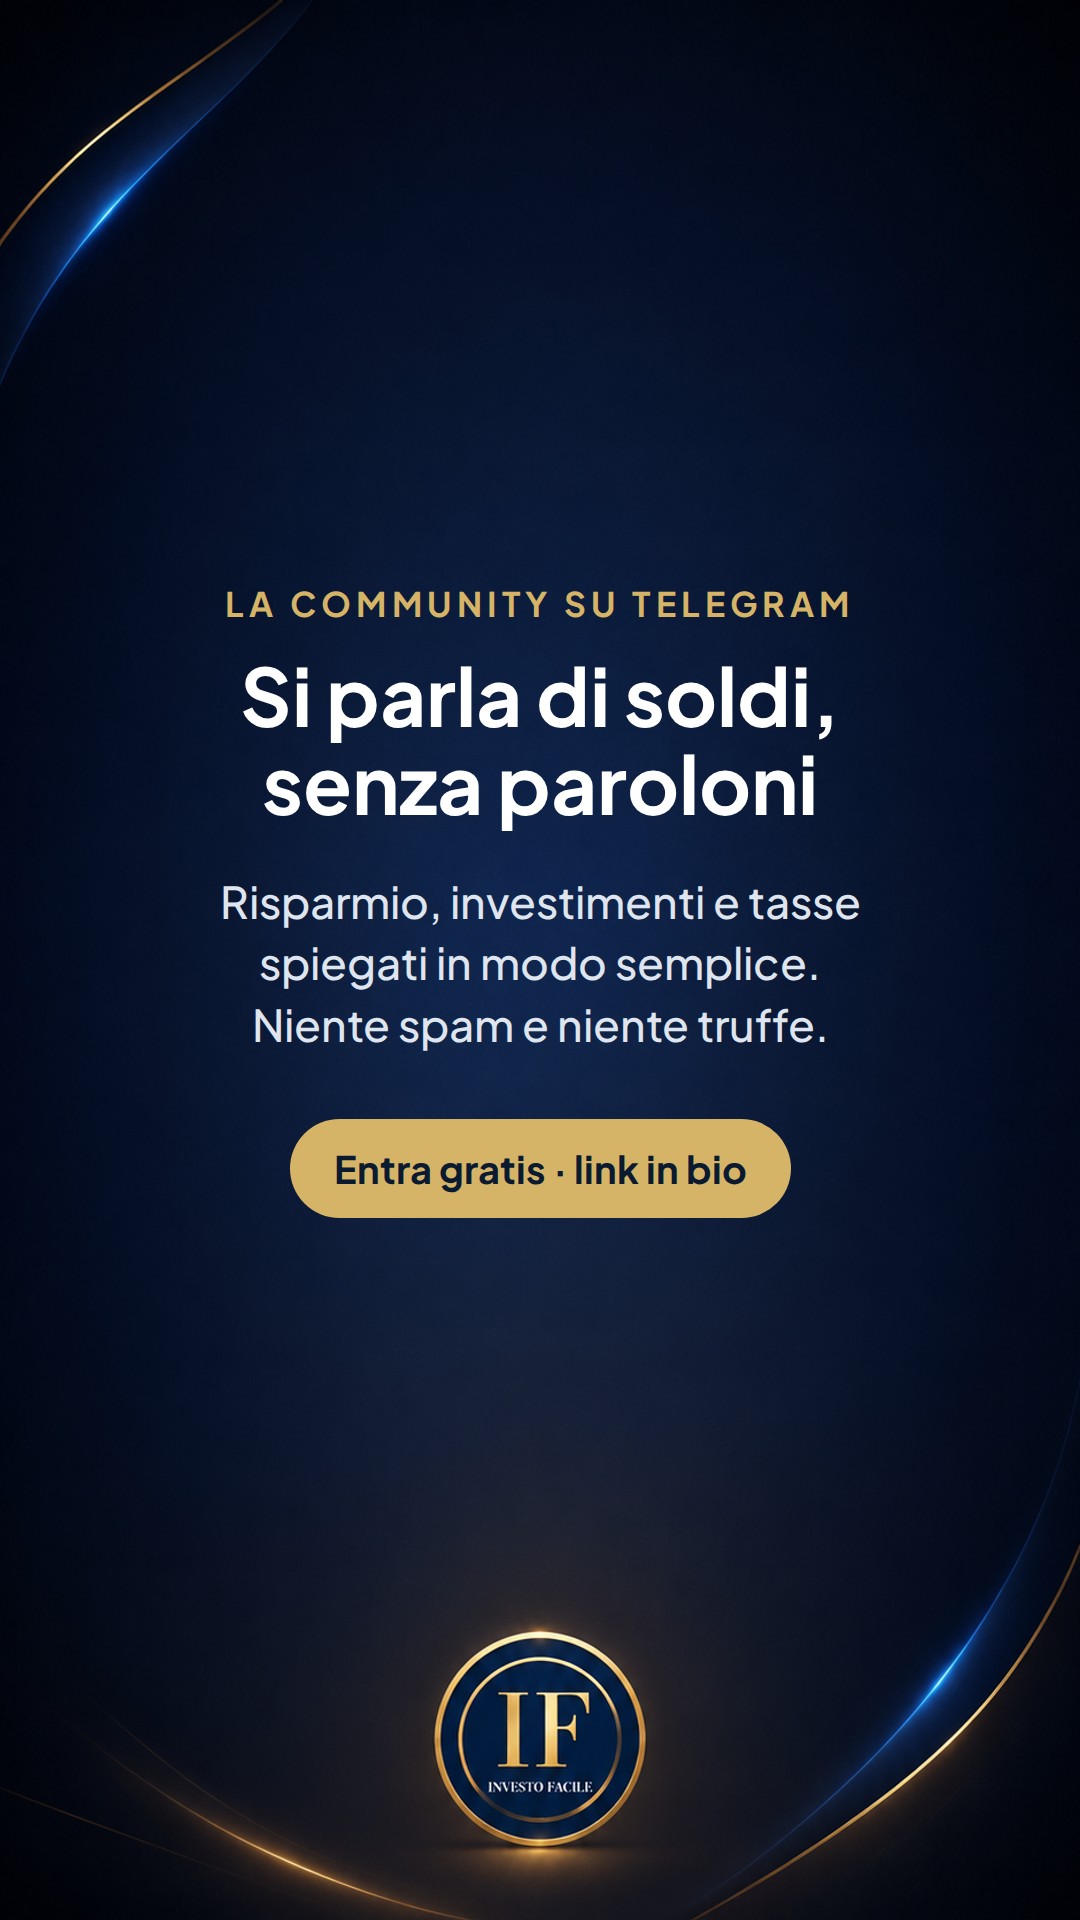 LA COMMUNITY SU TELEGRAM
Si parla di soldi,
senza paroloni
Risparmio, investimenti e tasse
spiegati in modo semplice.
Niente spam e niente truffe.
Entra gratis · link in bio
IF
INVESTO FACILE